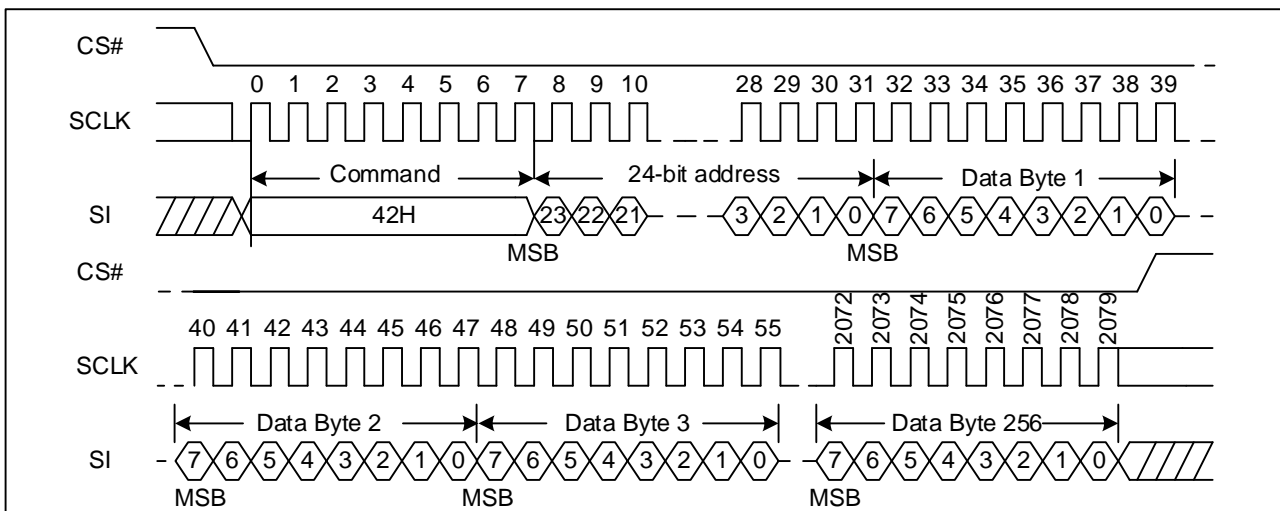 CS#
0 1 2 3 4 5 6 7 8 9 10 28 29 30 31 32 33 34 35 36 37 38 39
SCLK
Command 24-bit address Data Byte 1
SI 42H 23 22 21 3 2 1 0 7 6 5 4 3 2 1 0
MSB MSB
CS#
40 41 42 43 44 45 46 47 48 49 50 51 52 53 54 55 2072 2073 2074 2075 2076 2077 2078 2079
SCLK
Data Byte 2 Data Byte 3 Data Byte 256
SI 7 6 5 4 3 2 1 0 7 6 5 4 3 2 1 0 7 6 5 4 3 2 1 0
MSB MSB MSB